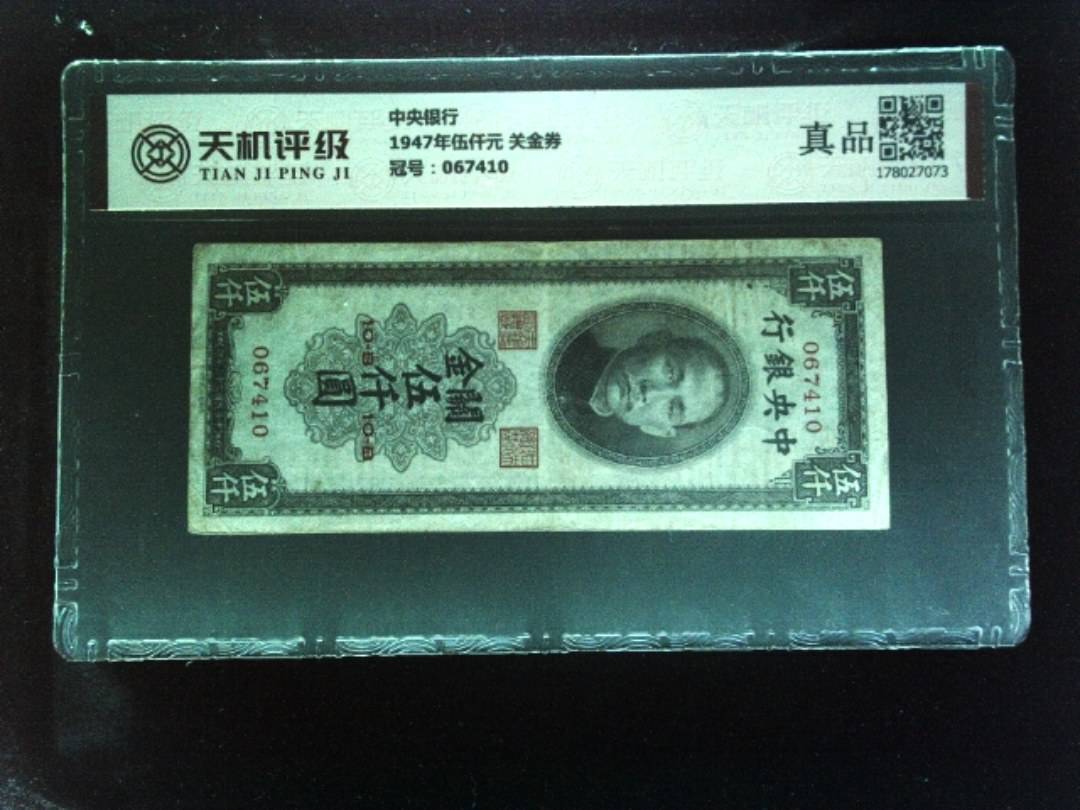 天机评级
TIAN JI PING JI
中央银行
1947年伍仟元 关金券
冠号：067410
真品
178027073
伍仟
伍仟
中央銀行
067410
關金
伍仟
圓
10-B 10-B
067410
伍仟
伍仟